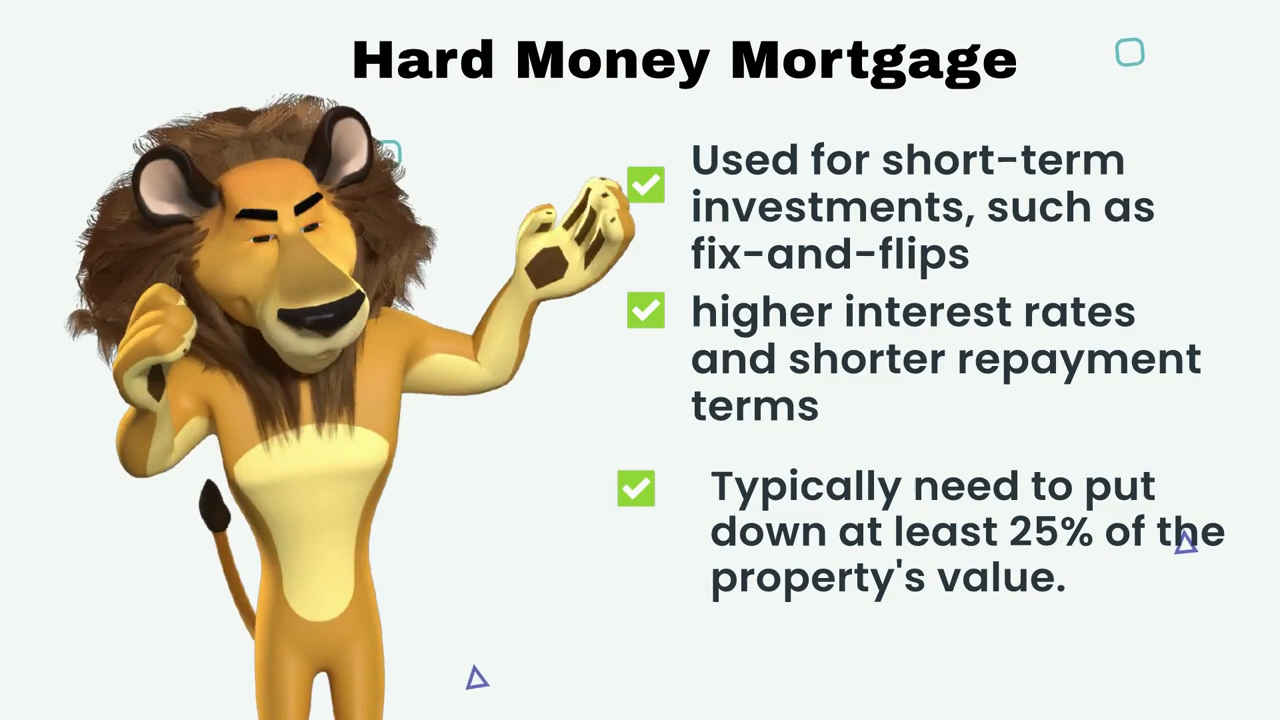 Hard Money Mortgage
Used for short-term
investments, such as
fix-and-flips
higher interest rates
and shorter repayment
terms
Typically need to put
down at least 25% of the
property's value.